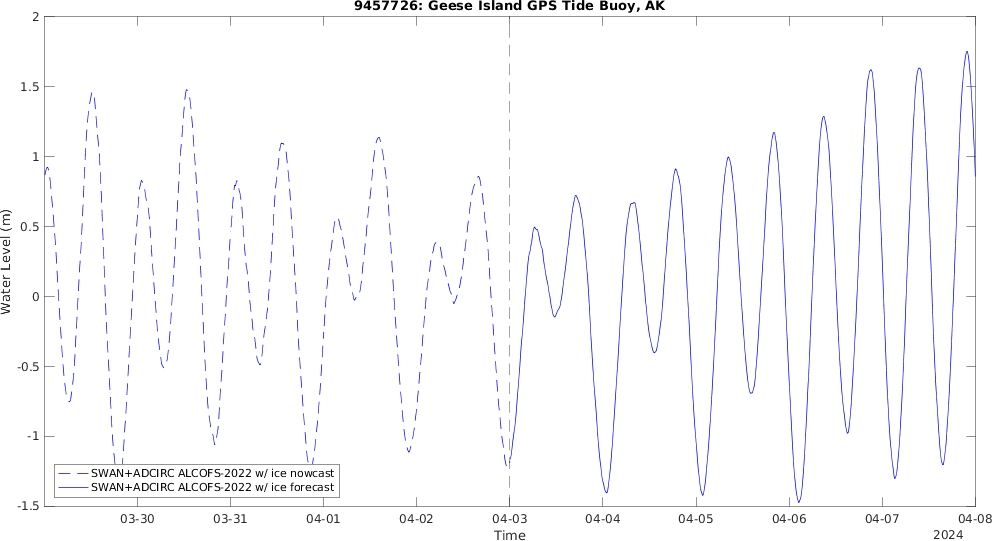 9457726: Geese Island GPS Tide Buoy, AK
Water Level (m)
2
1.5
1
0.5
0
-0.5
-1
-1.5
SWAN+ADCIRC ALCOFS-2022 w/ ice nowcast
SWAN+ADCIRC ALCOFS-2022 w/ ice forecast
03-30 03-31 04-01 04-02 04-03 04-04 04-05 04-06 04-07 04-08
Time
2024